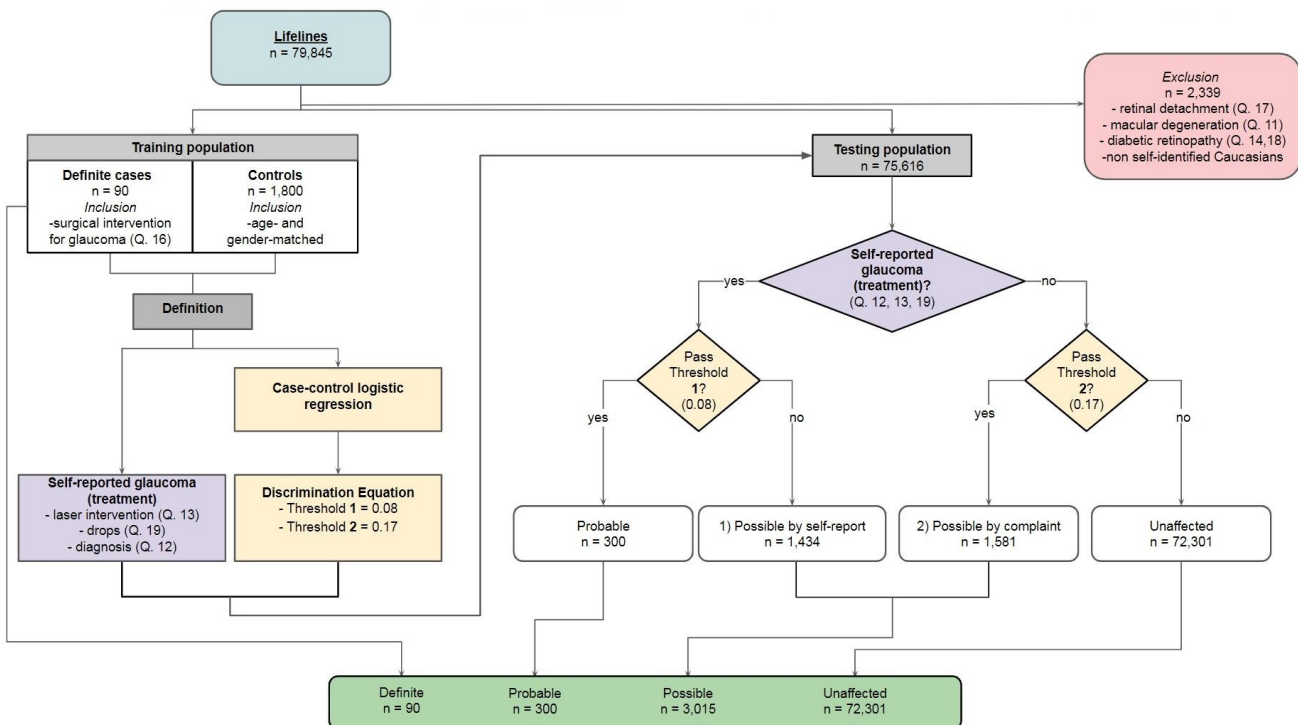 Lifelines
n = 79,845
Exclusion
n = 2,339
- retinal detachment (Q. 17)
- macular degeneration (Q. 11)
- diabetic retinopathy (Q. 14,18)
-non self-identified Caucasians
Training population
Definite cases
n = 90
Inclusion
-surgical intervention
for glaucoma (Q. 16)
Controls
n = 1,800
Inclusion
-age- and
gender-matched
Testing population
n = 75,616
Definition
Self-reported
glaucoma
(treatment)?
(Q. 12, 13, 19)
yes
no
Case-control logistic
regression
Pass
Threshold
1?
(0.08)
yes
no
Pass
Threshold
2?
(0.17)
yes
no
Self-reported glaucoma
(treatment)
- laser intervention (Q. 13)
- drops (Q. 19)
- diagnosis (Q. 12)
Discrimination Equation
- Threshold 1 = 0.08
- Threshold 2 = 0.17
Probable
n = 300
1) Possible by self-report
n = 1,434
2) Possible by complaint
n = 1,581
Unaffected
n = 72,301
Definite
n = 90
Probable
n = 300
Possible
n = 3,015
Unaffected
n = 72,301